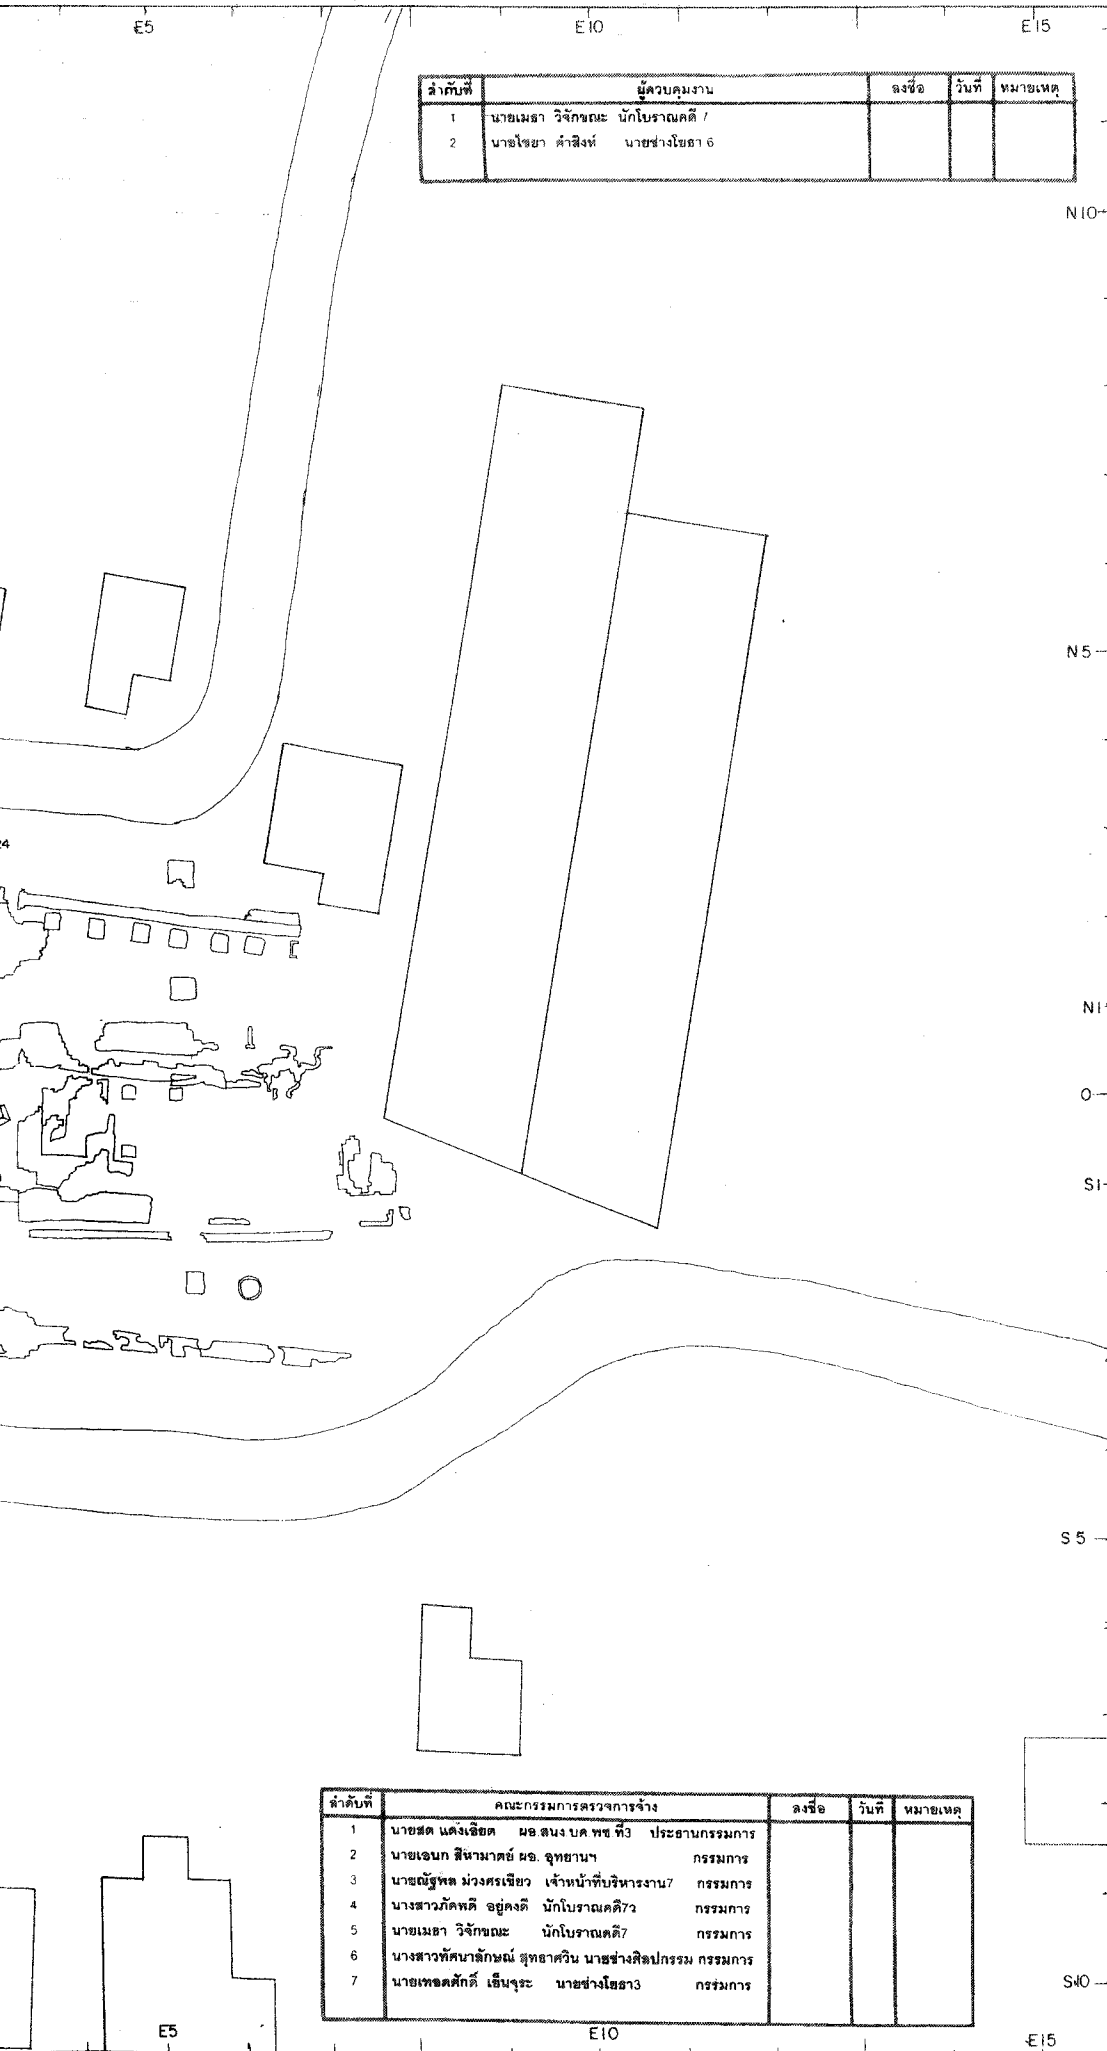 E5 E10 E15
ลำดับที่ ผู้ควบคุมงาน ลงชื่อ วันที่ หมายเหตุ
1 นายเมธา วิจักขณะ นักโบราณคดี 7
2 นายไชยา คำสิงห์ นายช่างโยธา 6
N10
N5
24
N1
0
S1
S5
ลำดับที่ คณะกรรมการตรวจการจ้าง ลงชื่อ วันที่ หมายเหตุ
1 นายสด แดงเอียด ผอ.สนง.บค.พช.ที่3 ประธานกรรมการ
2 นายเอนก สีหามาตย์ ผอ. อุทยานฯ กรรมการ
3 นายณัฐพล ม่วงศรเขียว เจ้าหน้าที่บริหารงาน7 กรรมการ
4 นางสาวภัคพดี อยู่คงดี นักโบราณคดี7ว กรรมการ
5 นายเมธา วิจักขณะ นักโบราณคดี7 กรรมการ
6 นางสาวทัศนาลักษณ์ สุทธาศวิน นายช่างศิลปกรรม กรรมการ
7 นายเทอดศักดิ์ เย็นจุระ นายช่างโยธา3 กรรมการ
S10
E5 E10 E15